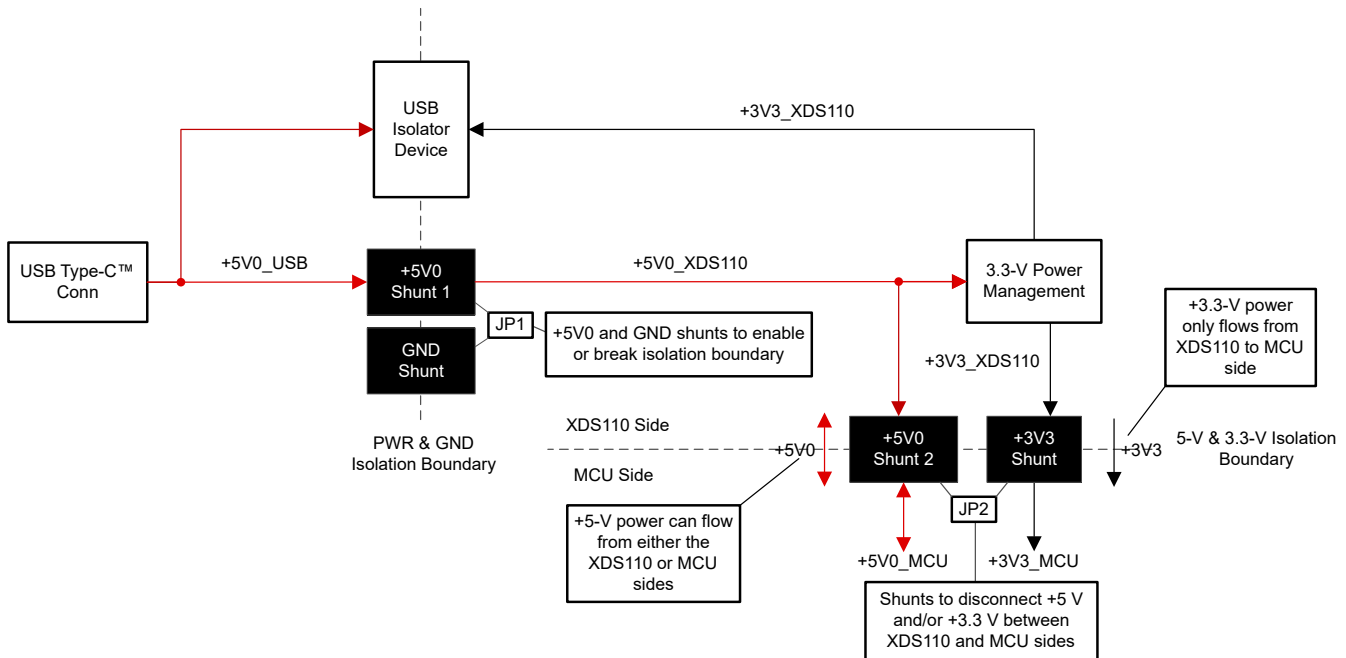 USB
Isolator
Device
+3V3_XDS110
USB Type-C™
Conn
+5V0_USB
+5V0
Shunt 1
+5V0_XDS110
3.3-V Power
Management
GND
Shunt
JP1
+5V0 and GND shunts to enable
or break isolation boundary
+3.3-V power
only flows from
XDS110 to MCU
side
+3V3_XDS110
PWR & GND
Isolation Boundary
XDS110 Side
+5V0
MCU Side
+5V0
Shunt 2
+3V3
Shunt
+3V3
5-V & 3.3-V Isolation
Boundary
+5-V power can flow
from either the
XDS110 or MCU
sides
JP2
+5V0_MCU
+3V3_MCU
Shunts to disconnect +5 V
and/or +3.3 V between
XDS110 and MCU sides